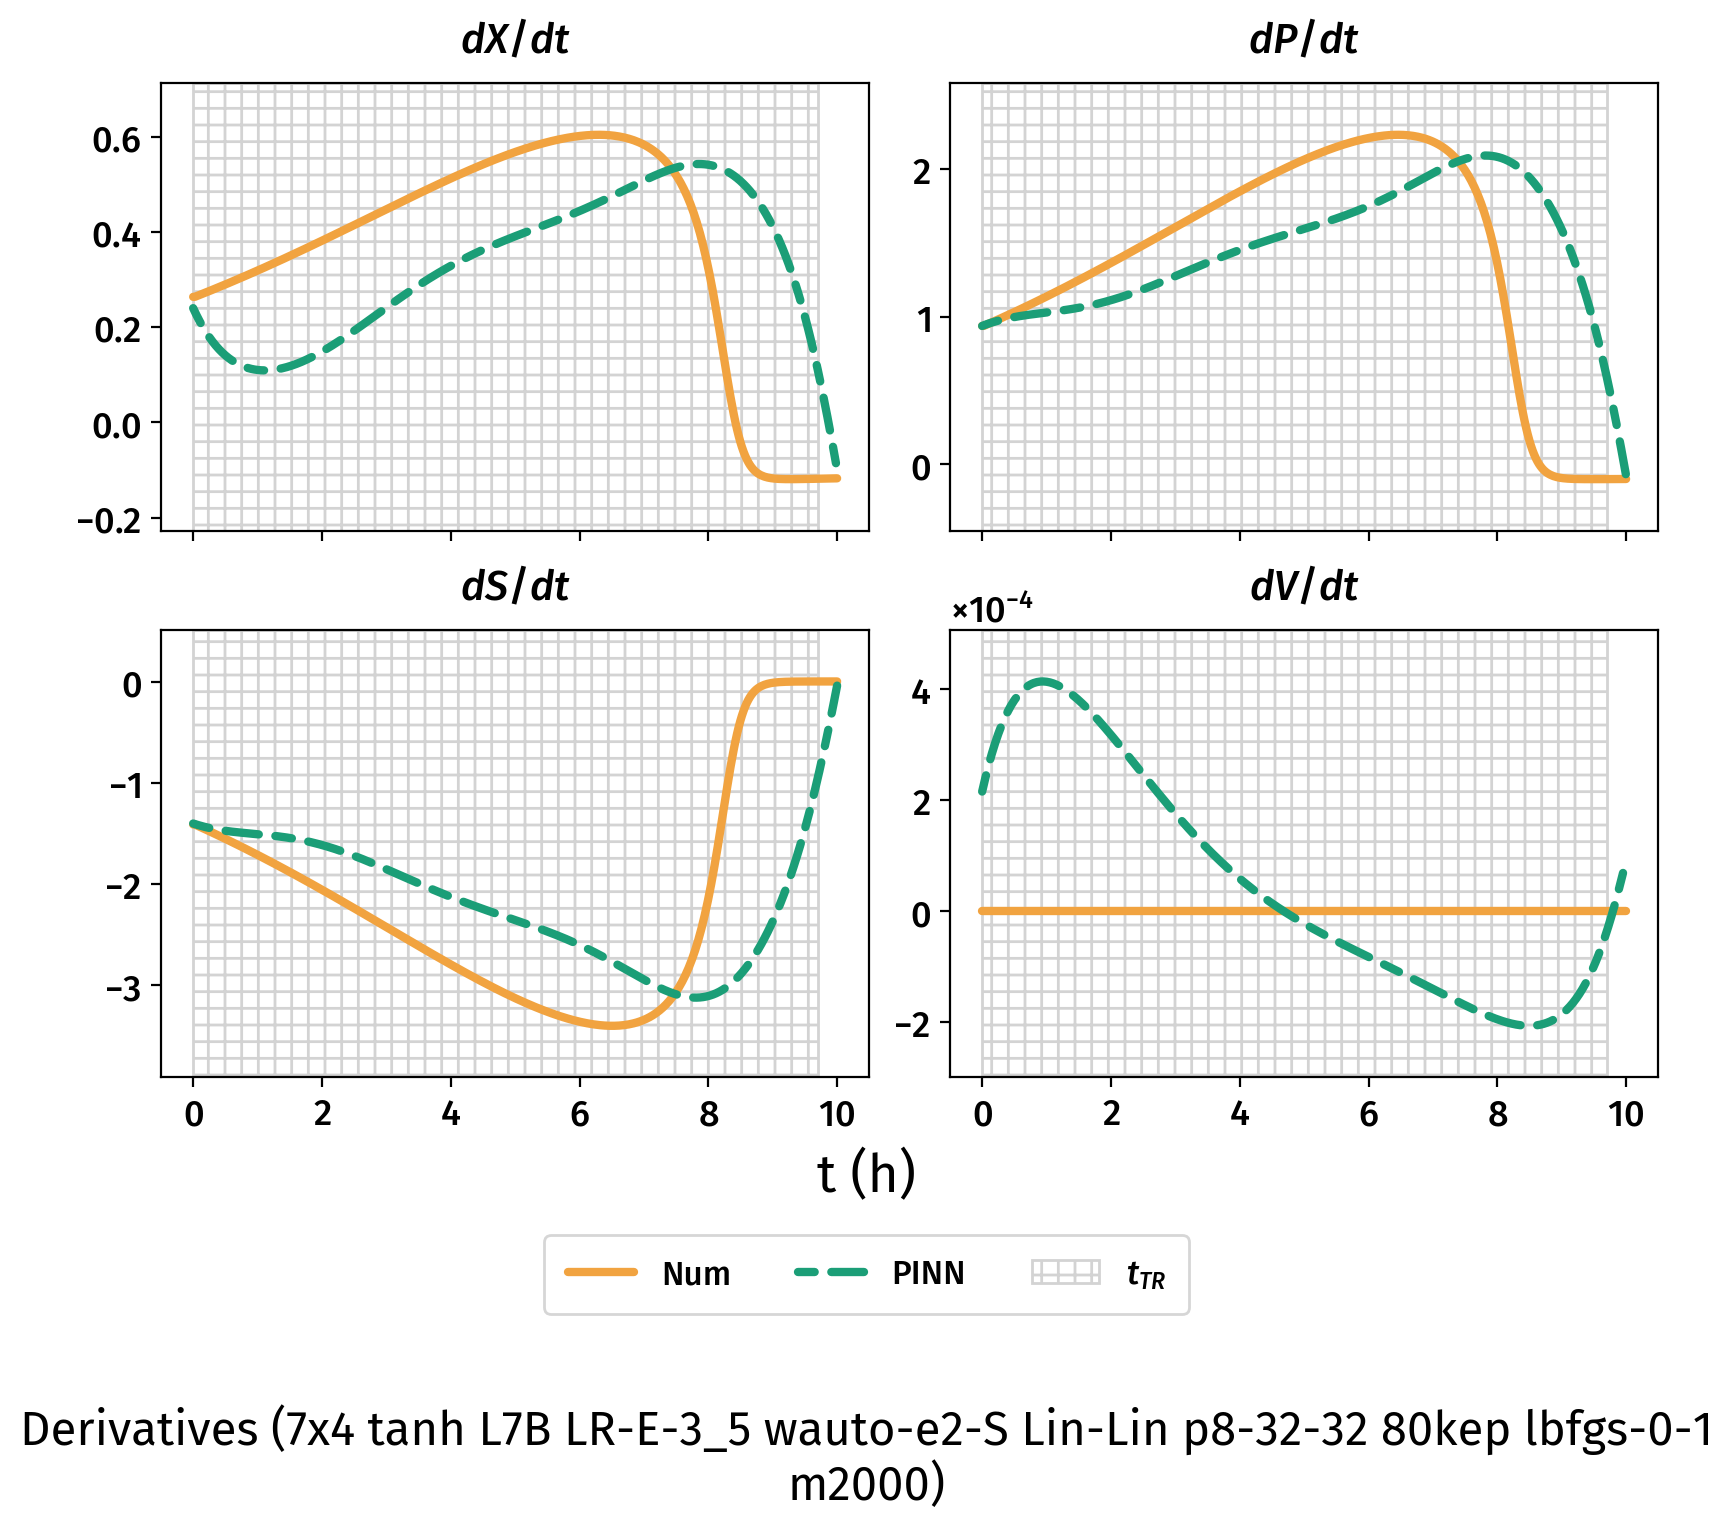 dX/dt
dP/dt
0.6
0.4
0.2
0.0
−0.2
2
1
0
dS/dt
dV/dt
×10⁻⁴
0
−1
−2
−3
4
2
0
−2
0 2 4 6 8 10
0 2 4 6 8 10
t (h)
Num PINN t_TR
Derivatives (7x4 tanh L7B LR-E-3_5 wauto-e2-S Lin-Lin p8-32-32 80kep lbfgs-0-1
m2000)